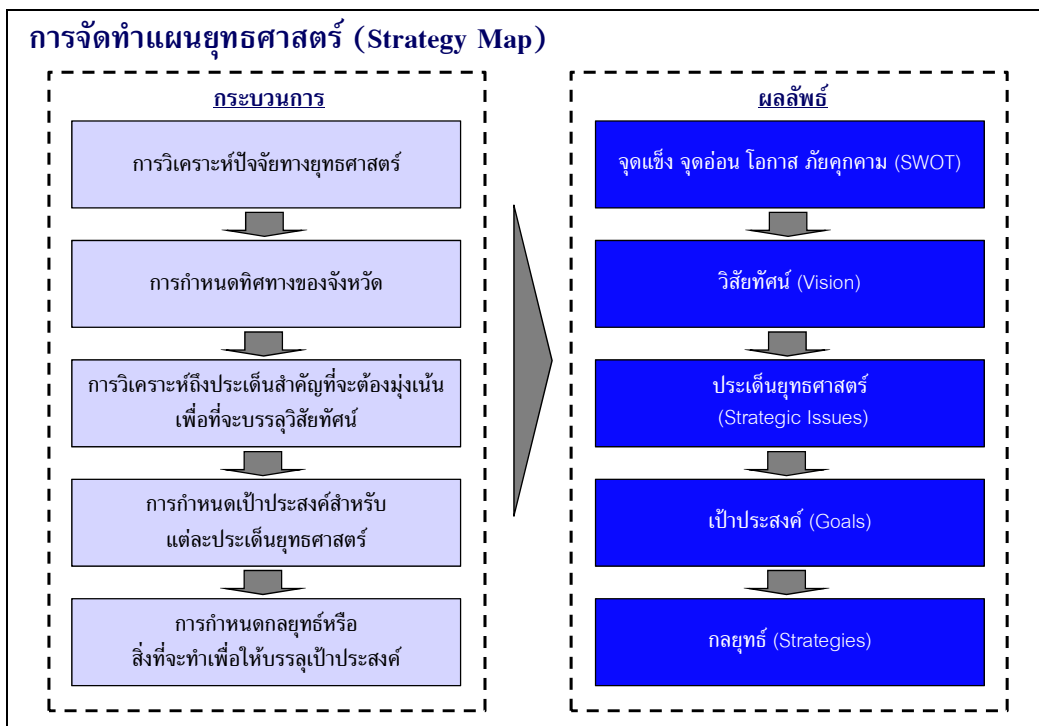 การจัดทำแผนยุทธศาสตร์ (Strategy Map)
กระบวนการ
การวิเคราะห์ปัจจัยทางยุทธศาสตร์
การกำหนดทิศทางของจังหวัด
การวิเคราะห์ถึงประเด็นสำคัญที่จะต้องมุ่งเน้น
เพื่อที่จะบรรลุวิสัยทัศน์
การกำหนดเป้าประสงค์สำหรับ
แต่ละประเด็นยุทธศาสตร์
การกำหนดกลยุทธ์หรือ
สิ่งที่จะทำเพื่อให้บรรลุเป้าประสงค์
ผลลัพธ์
จุดแข็ง จุดอ่อน โอกาส ภัยคุกคาม (SWOT)
วิสัยทัศน์ (Vision)
ประเด็นยุทธศาสตร์
(Strategic Issues)
เป้าประสงค์ (Goals)
กลยุทธ์ (Strategies)